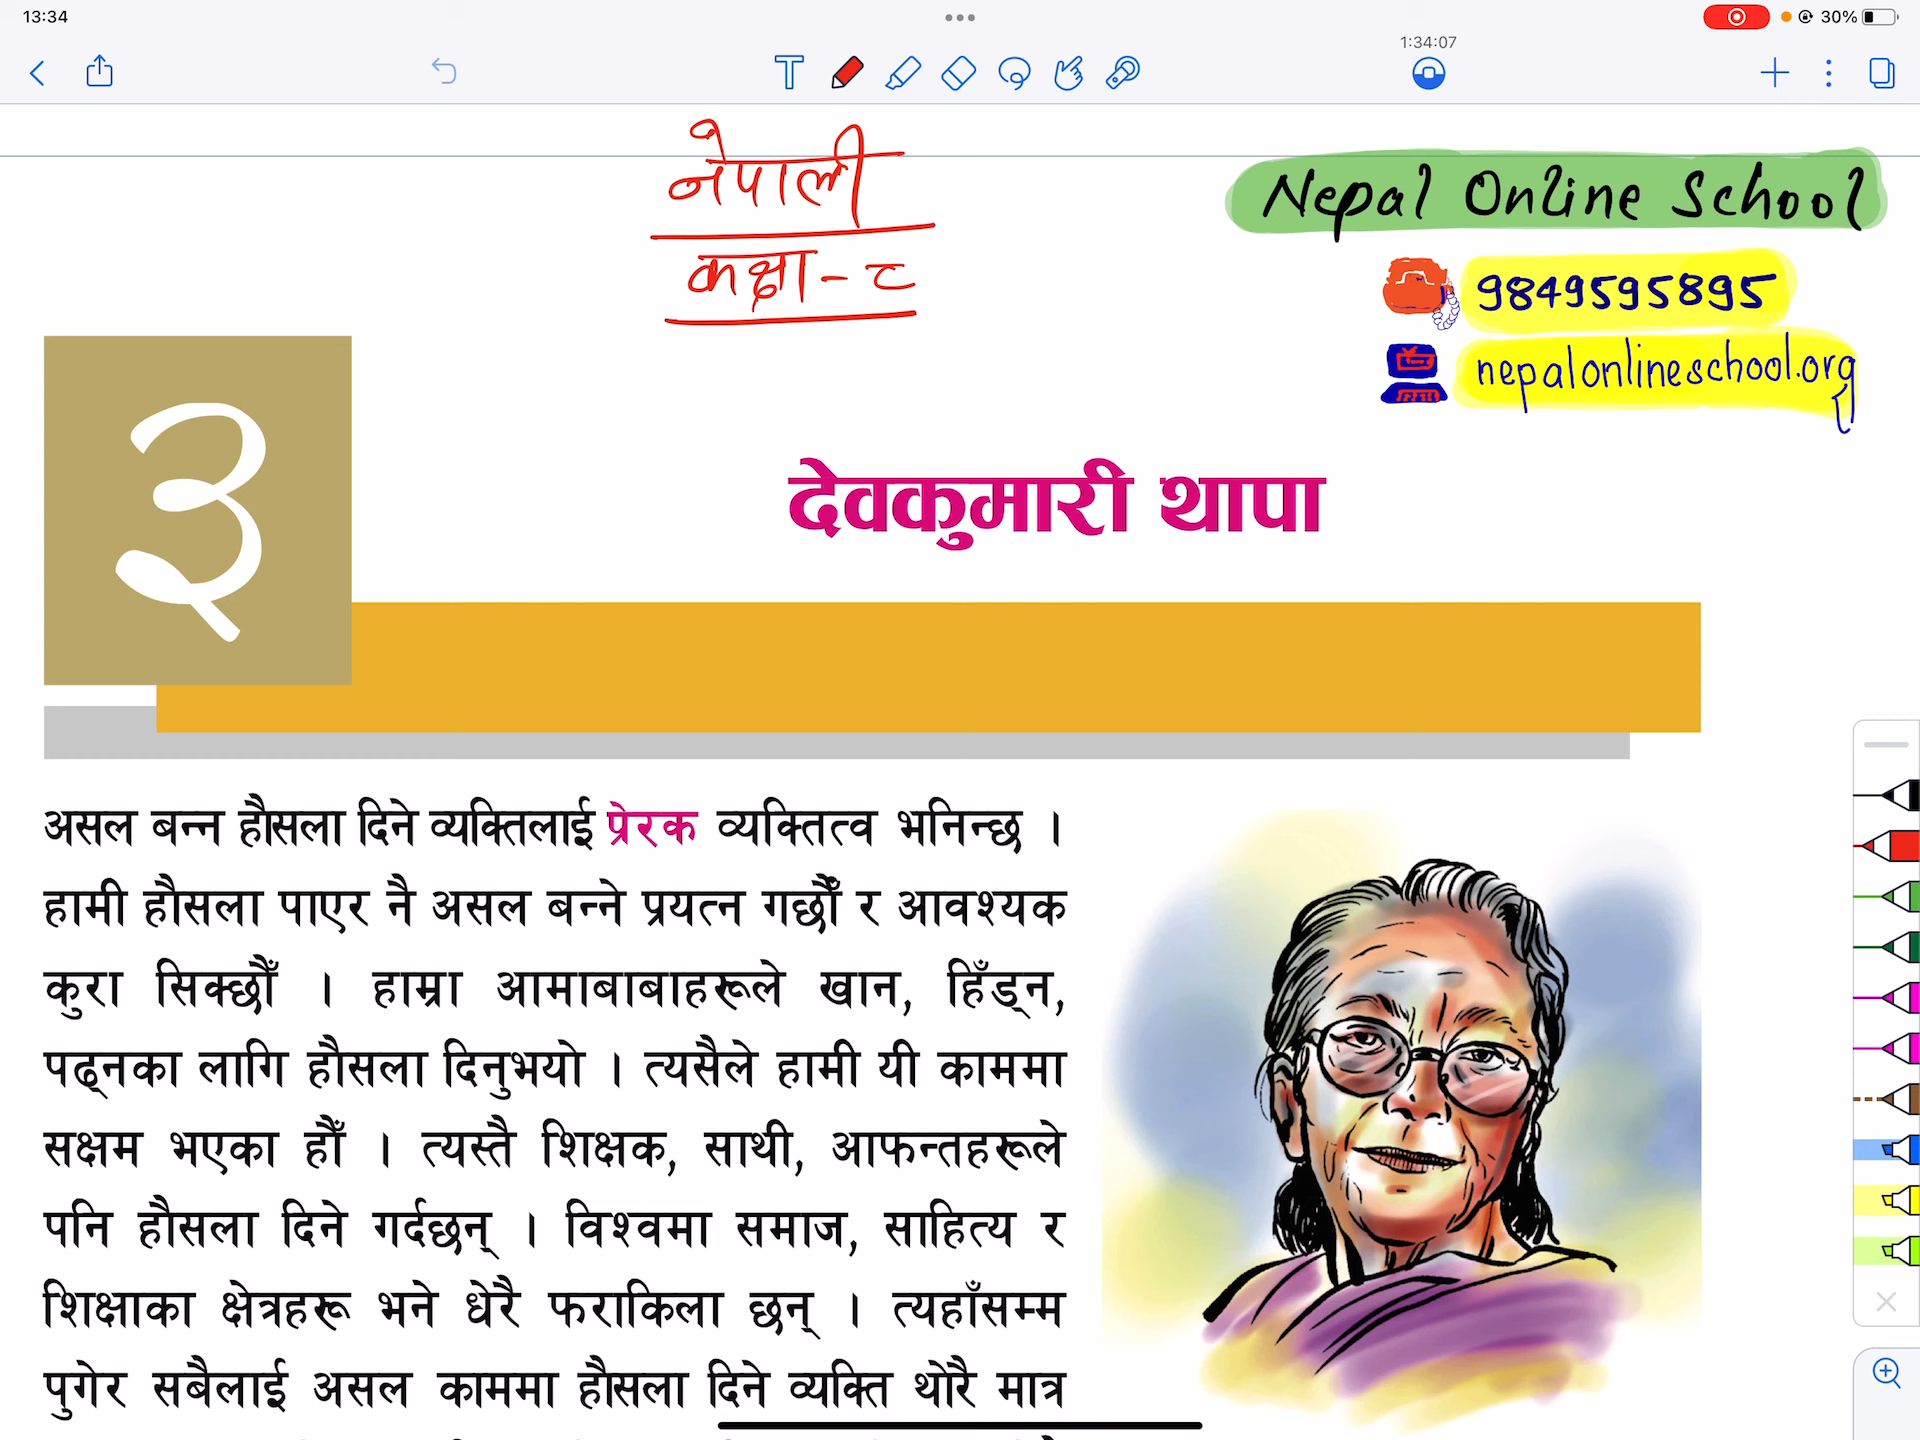 13:34
30%
1:34:07
नेपाली
कक्षा - ८
Nepal Online School
9849595895
nepalonlineschool.org
३
देवकुमारी थापा
असल बन्न हौसला दिने व्यक्तिलाई प्रेरक व्यक्तित्व भनिन्छ ।
हामी हौसला पाएर नै असल बन्ने प्रयत्न गर्छौँ र आवश्यक
कुरा सिक्छौँ । हाम्रा आमाबाबाहरूले खान, हिँड्न,
पढ्नका लागि हौसला दिनुभयो । त्यसैले हामी यी काममा
सक्षम भएका हौँ । त्यस्तै शिक्षक, साथी, आफन्तहरूले
पनि हौसला दिने गर्दछन् । विश्वमा समाज, साहित्य र
शिक्षाका क्षेत्रहरू भने धेरै फराकिला छन् । त्यहाँसम्म
पुगेर सबैलाई असल काममा हौसला दिने व्यक्ति थोरै मात्र